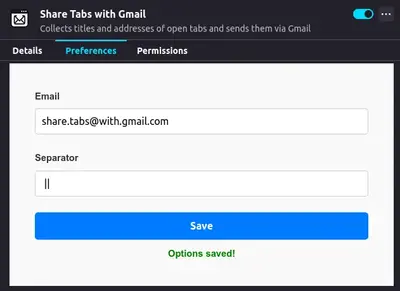 Share Tabs with Gmail
Collects titles and addresses of open tabs and sends them via Gmail
Details Preferences Permissions
Email
share.tabs@with.gmail.com
Separator
||
Save
Options saved!